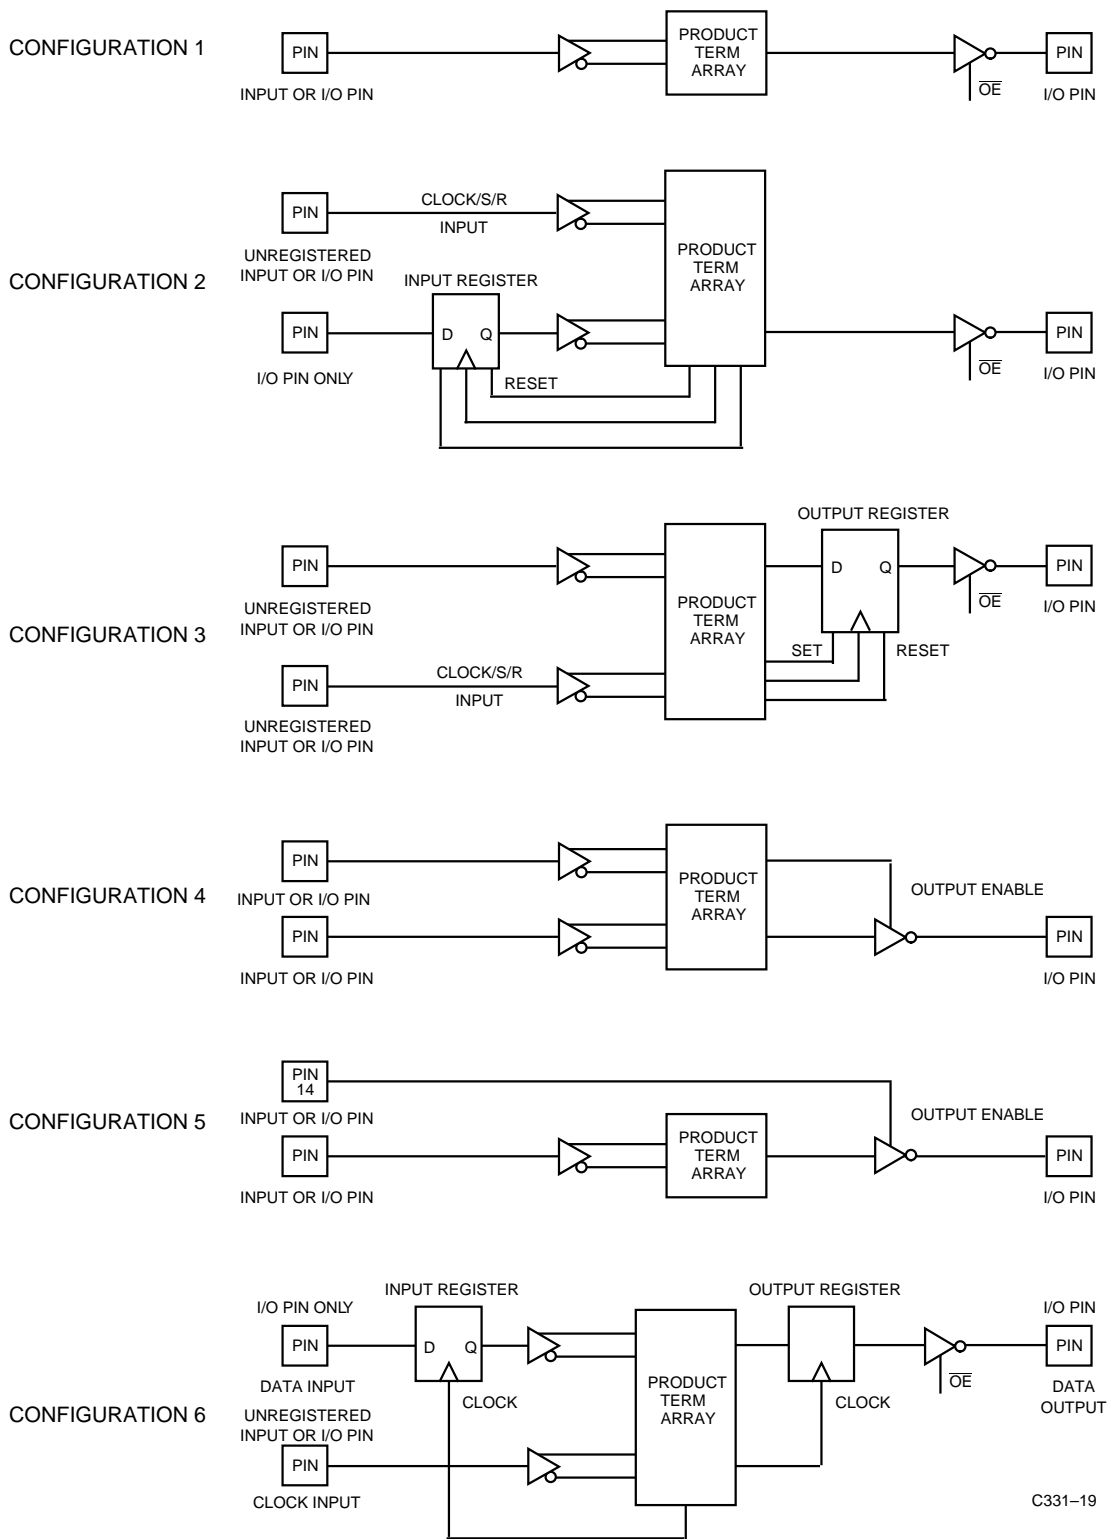 CONFIGURATION 1
PIN
INPUT OR I/O PIN
PRODUCT
TERM
ARRAY
OE
PIN
I/O PIN
CONFIGURATION 2
PIN
UNREGISTERED
INPUT OR I/O PIN
CLOCK/S/R
INPUT
PIN
I/O PIN ONLY
INPUT REGISTER
D Q
RESET
PRODUCT
TERM
ARRAY
OE
PIN
I/O PIN
CONFIGURATION 3
PIN
UNREGISTERED
INPUT OR I/O PIN
PIN
UNREGISTERED
INPUT OR I/O PIN
CLOCK/S/R
INPUT
PRODUCT
TERM
ARRAY
OUTPUT REGISTER
D Q
SET
RESET
OE
PIN
I/O PIN
CONFIGURATION 4
PIN
INPUT OR I/O PIN
PIN
INPUT OR I/O PIN
PRODUCT
TERM
ARRAY
OUTPUT ENABLE
PIN
I/O PIN
CONFIGURATION 5
PIN
14
INPUT OR I/O PIN
PIN
INPUT OR I/O PIN
PRODUCT
TERM
ARRAY
OUTPUT ENABLE
PIN
I/O PIN
CONFIGURATION 6
I/O PIN ONLY
PIN
DATA INPUT
UNREGISTERED
INPUT OR I/O PIN
PIN
CLOCK INPUT
INPUT REGISTER
D Q
CLOCK
PRODUCT
TERM
ARRAY
OUTPUT REGISTER
CLOCK
OE
I/O PIN
PIN
DATA
OUTPUT
C331–19